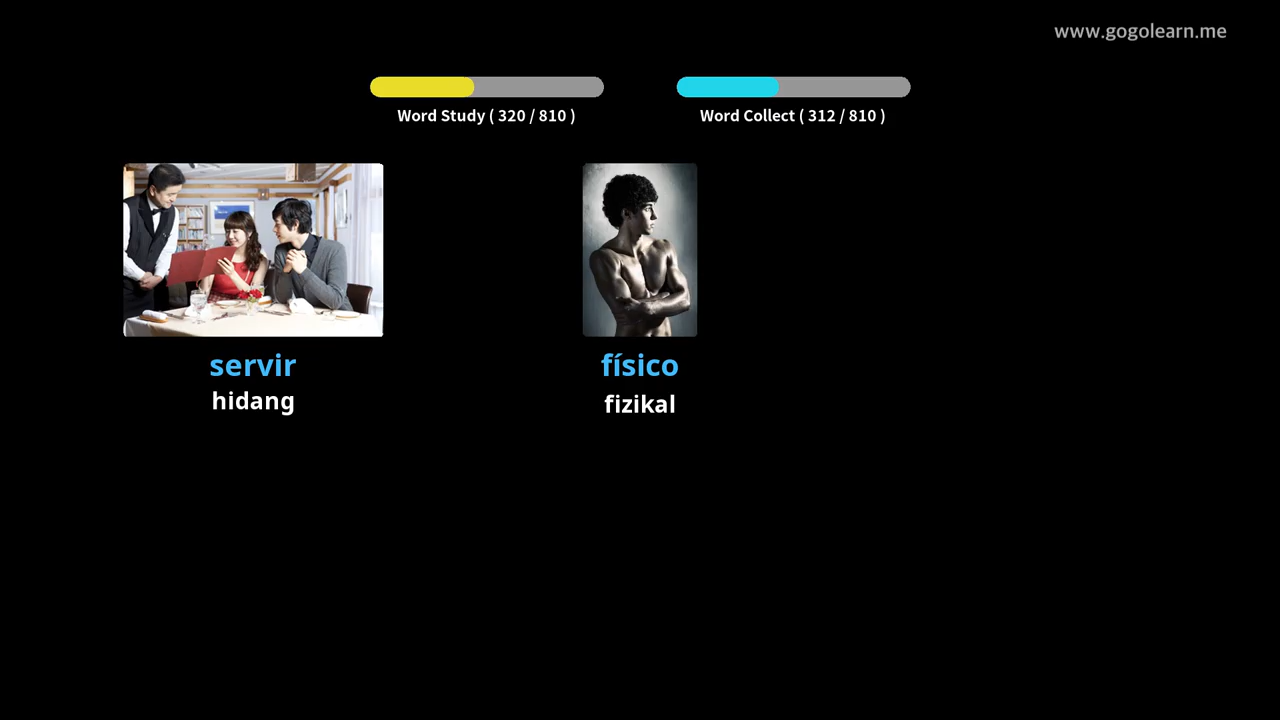 www.gogolearn.me
Word Study ( 320 / 810 )
Word Collect ( 312 / 810 )
servir
hidang
físico
fizikal